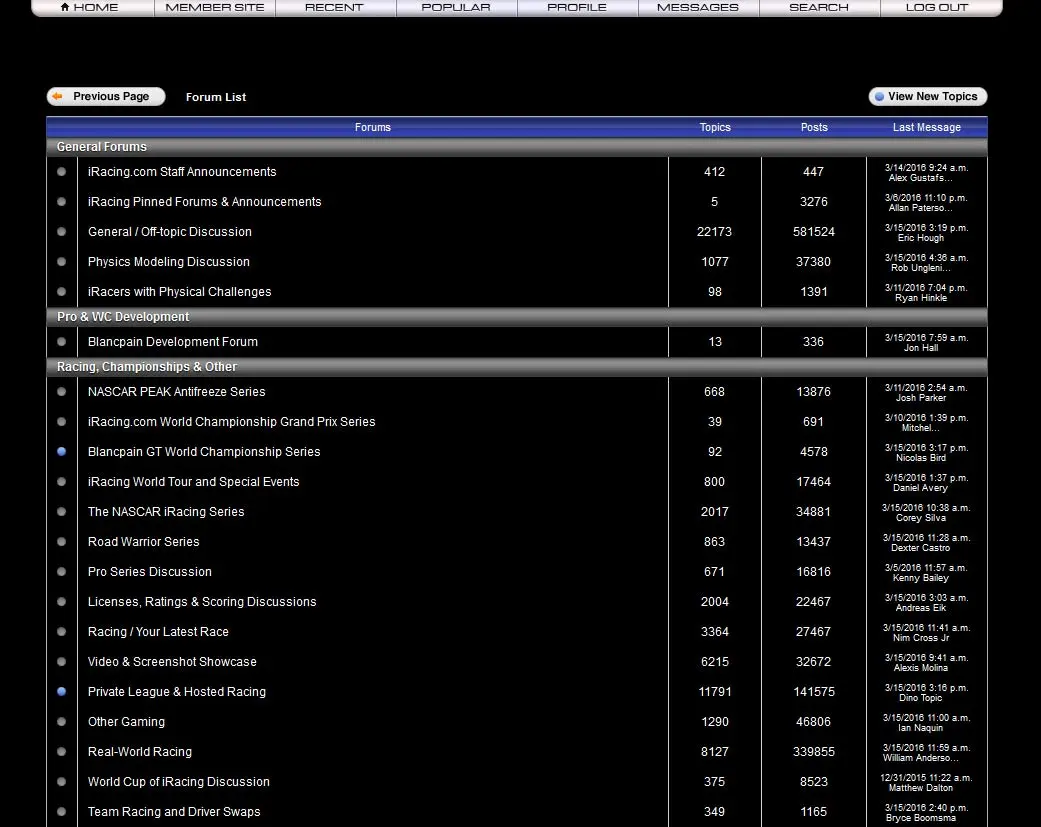 HOME MEMBER SITE RECENT POPULAR PROFILE MESSAGES SEARCH LOG OUT
Previous Page Forum List View New Topics
Forums Topics Posts Last Message
General Forums
iRacing.com Staff Announcements 412 447 3/14/2016 9:24 a.m.
Alex Gustafs...
iRacing Pinned Forums & Announcements 5 3276 3/6/2016 11:10 p.m.
Allan Paterso...
General / Off-topic Discussion 22173 581524 3/15/2016 3:19 p.m.
Eric Hough
Physics Modeling Discussion 1077 37380 3/15/2016 4:36 a.m.
Rob Ungleni...
iRacers with Physical Challenges 98 1391 3/11/2016 7:04 p.m.
Ryan Hinkle
Pro & WC Development
Blancpain Development Forum 13 336 3/15/2016 7:59 a.m.
Jon Hall
Racing, Championships & Other
NASCAR PEAK Antifreeze Series 668 13876 3/11/2016 2:54 a.m.
Josh Parker
iRacing.com World Championship Grand Prix Series 39 691 3/10/2016 1:39 p.m.
Mitchel...
Blancpain GT World Championship Series 92 4578 3/15/2016 3:17 p.m.
Nicolas Bird
iRacing World Tour and Special Events 800 17464 3/15/2016 1:37 p.m.
Daniel Avery
The NASCAR iRacing Series 2017 34881 3/15/2016 10:38 a.m.
Corey Silva
Road Warrior Series 863 13437 3/15/2016 11:28 a.m.
Dexter Castro
Pro Series Discussion 671 16816 3/5/2016 11:57 a.m.
Kenny Bailey
Licenses, Ratings & Scoring Discussions 2004 22467 3/15/2016 3:03 a.m.
Andreas Eik
Racing / Your Latest Race 3364 27467 3/15/2016 11:41 a.m.
Nim Cross Jr
Video & Screenshot Showcase 6215 32672 3/15/2016 9:41 a.m.
Alexis Molina
Private League & Hosted Racing 11791 141575 3/15/2016 3:16 p.m.
Dino Topic
Other Gaming 1290 46806 3/15/2016 11:00 a.m.
Ian Naquin
Real-World Racing 8127 339855 3/15/2016 11:59 a.m.
William Anderso...
World Cup of iRacing Discussion 375 8523 12/31/2015 11:22 a.m.
Matthew Dalton
Team Racing and Driver Swaps 349 1165 3/15/2016 2:40 p.m.
Bryce Boomsma